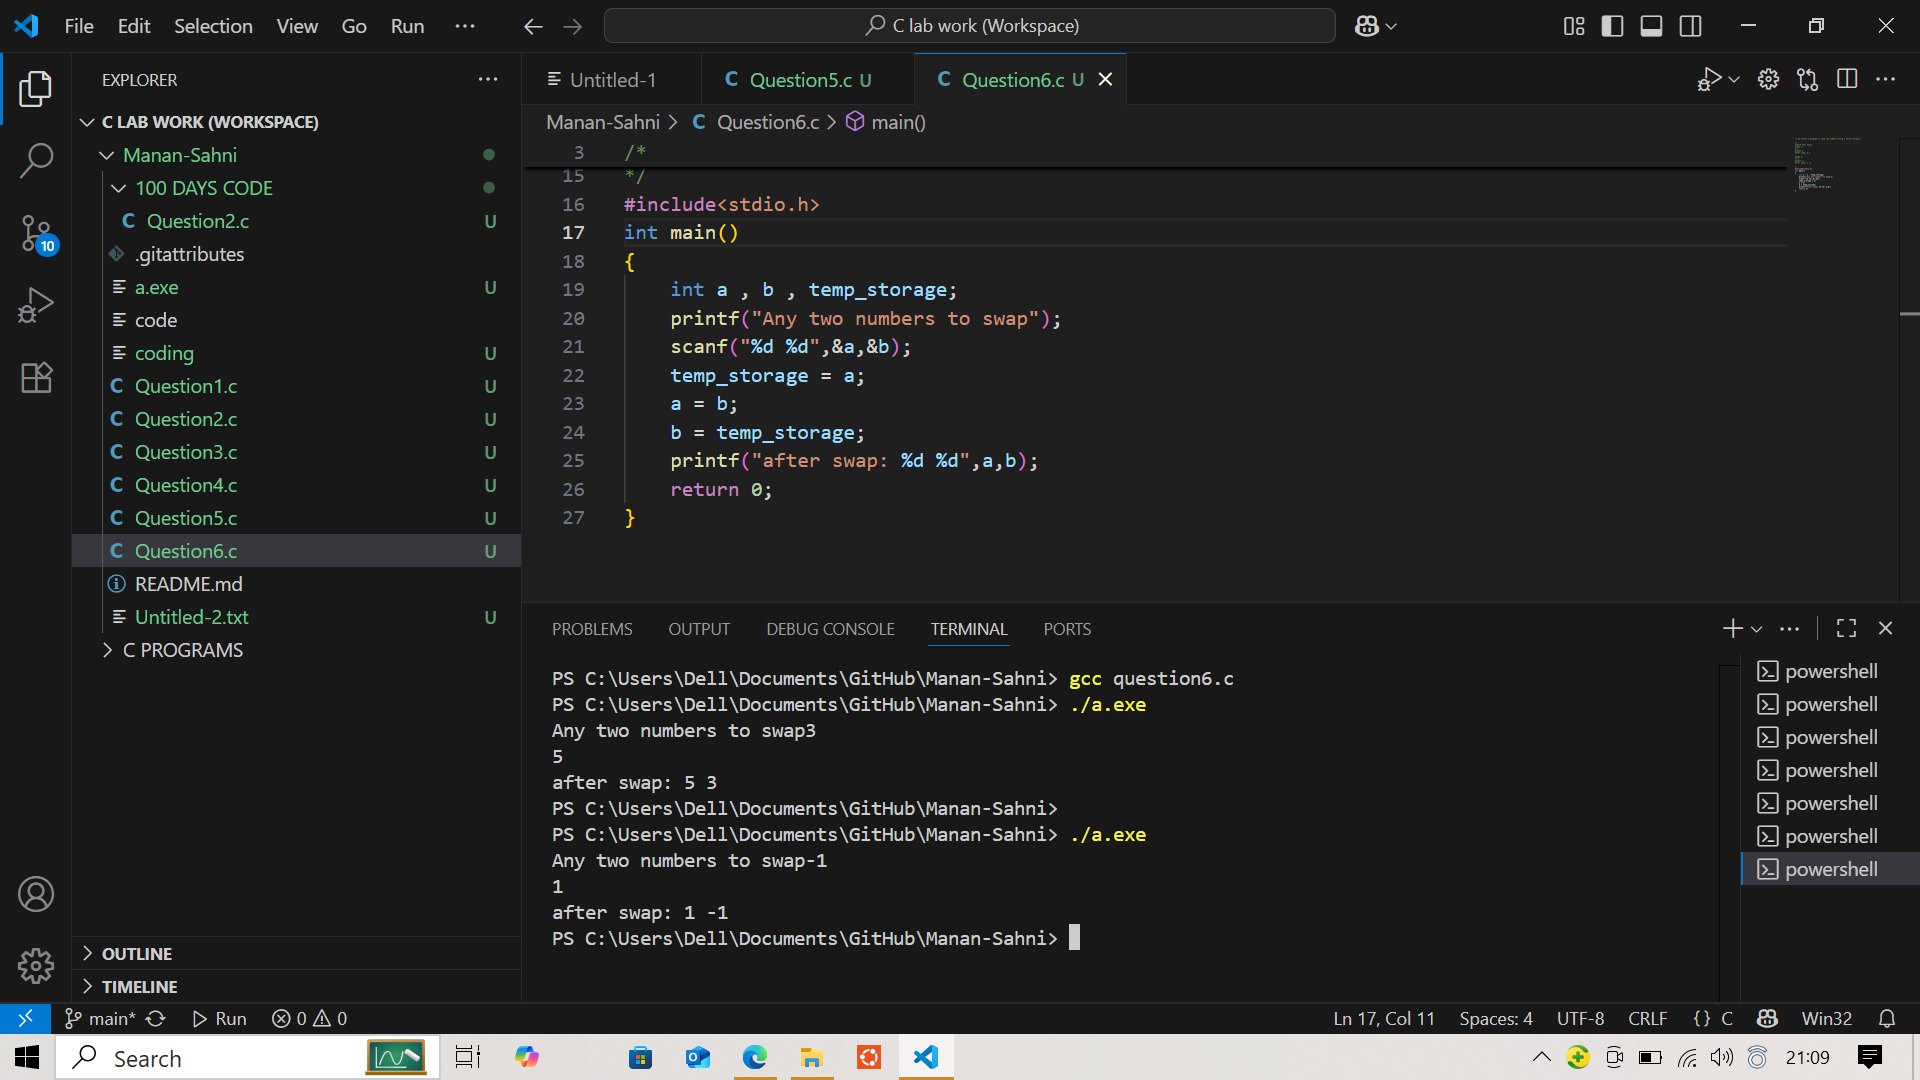 File Edit Selection View Go Run ··· C lab work (Workspace)
EXPLORER
C LAB WORK (WORKSPACE)
Manan-Sahni
100 DAYS CODE
C Question2.c U
.gitattributes
a.exe U
code
coding U
C Question1.c U
C Question2.c U
C Question3.c U
C Question4.c U
C Question5.c U
C Question6.c U
README.md
Untitled-2.txt U
C PROGRAMS
OUTLINE
TIMELINE
10
Untitled-1 C Question5.c U C Question6.c U
Manan-Sahni > C Question6.c > main()
3 /*
15 */
16 #include<stdio.h>
17 int main()
18 {
19 int a , b , temp_storage;
20 printf("Any two numbers to swap");
21 scanf("%d %d",&a,&b);
22 temp_storage = a;
23 a = b;
24 b = temp_storage;
25 printf("after swap: %d %d",a,b);
26 return 0;
27 }
PROBLEMS OUTPUT DEBUG CONSOLE TERMINAL PORTS
PS C:\Users\Dell\Documents\GitHub\Manan-Sahni> gcc question6.c
PS C:\Users\Dell\Documents\GitHub\Manan-Sahni> ./a.exe
Any two numbers to swap3
5
after swap: 5 3
PS C:\Users\Dell\Documents\GitHub\Manan-Sahni>
PS C:\Users\Dell\Documents\GitHub\Manan-Sahni> ./a.exe
Any two numbers to swap-1
1
after swap: 1 -1
PS C:\Users\Dell\Documents\GitHub\Manan-Sahni>
powershell
powershell
powershell
powershell
powershell
powershell
powershell
main* Run 0 0 Ln 17, Col 11 Spaces: 4 UTF-8 CRLF {} C Win32
Search 21:09